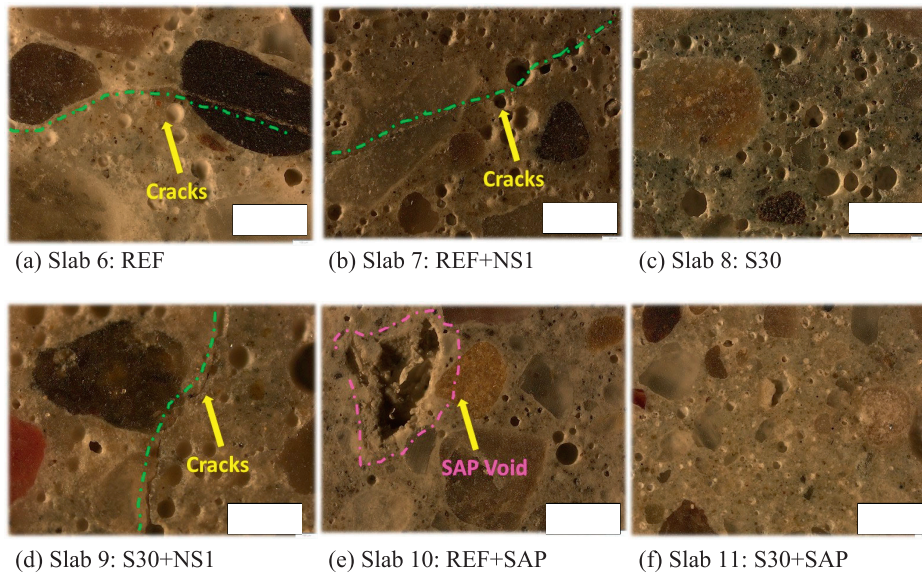 Cracks
Cracks
(a) Slab 6: REF
(b) Slab 7: REF+NS1
(c) Slab 8: S30
Cracks
SAP Void
(d) Slab 9: S30+NS1
(e) Slab 10: REF+SAP
(f) Slab 11: S30+SAP